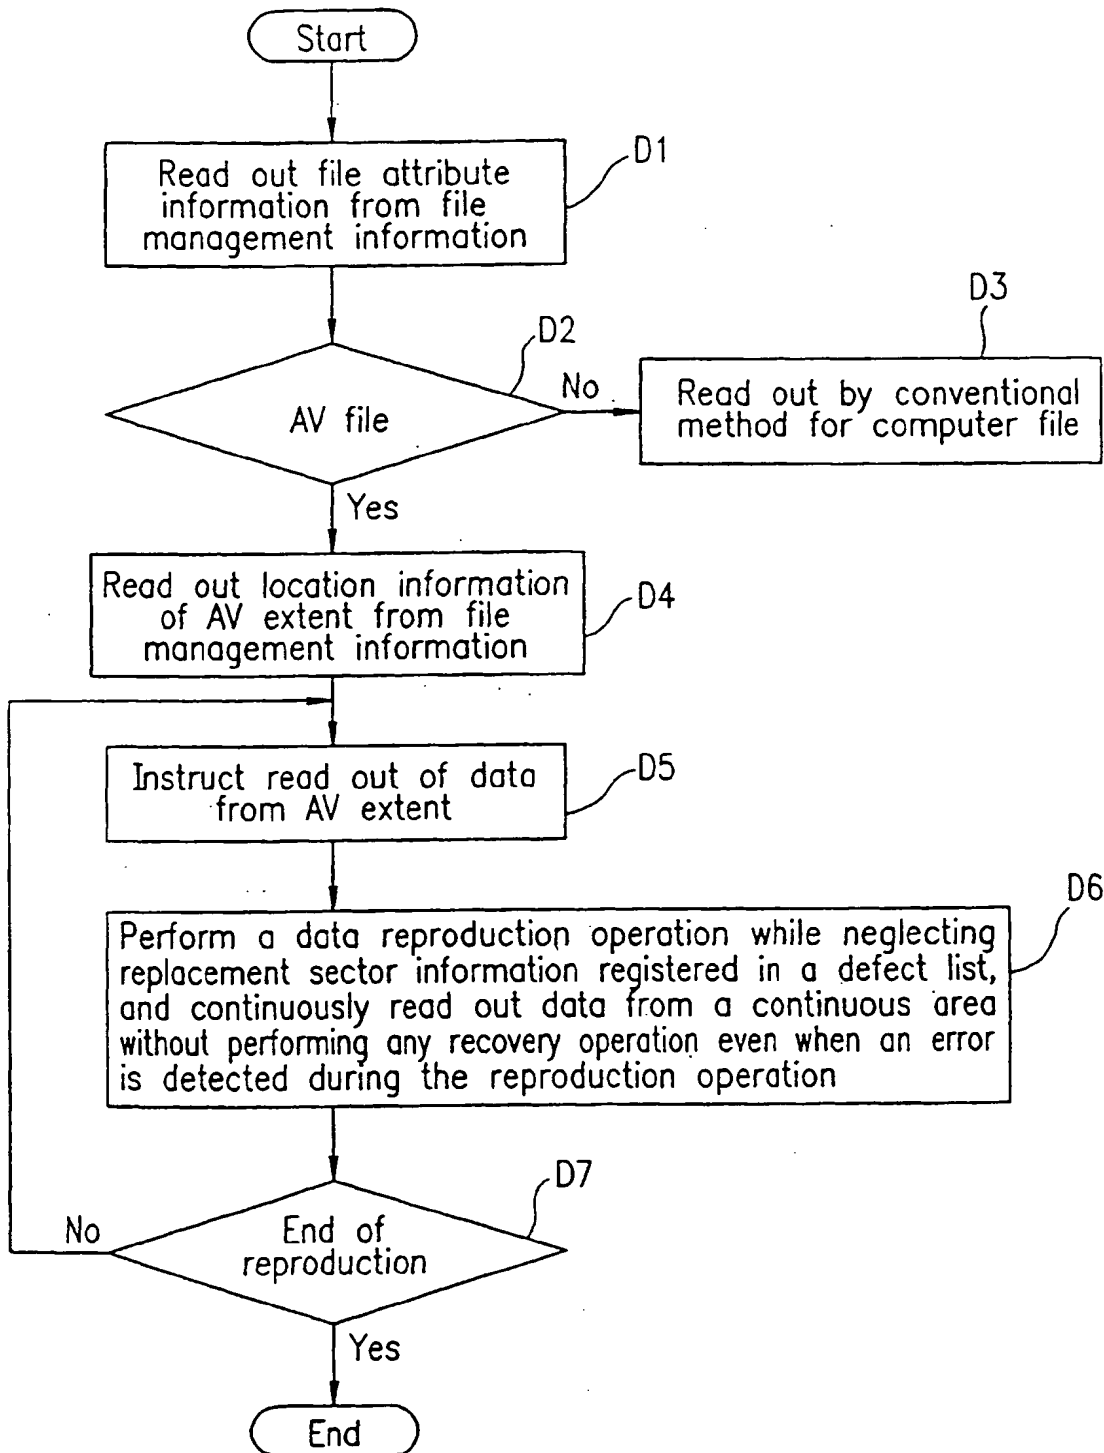 Start
D1
Read out file attribute
information from file
management information
D3
D2
No
Read out by conventional
method for computer file
AV file
Yes
Read out location information
of AV extent from file
management information
D4
Instruct read out of data
from AV extent
D5
D6
Perform a data reproduction operation while neglecting
replacement sector information registered in a defect list,
and continuously read out data from a continuous area
without performing any recovery operation even when an error
is detected during the reproduction operation
D7
No
End of
reproduction
Yes
End